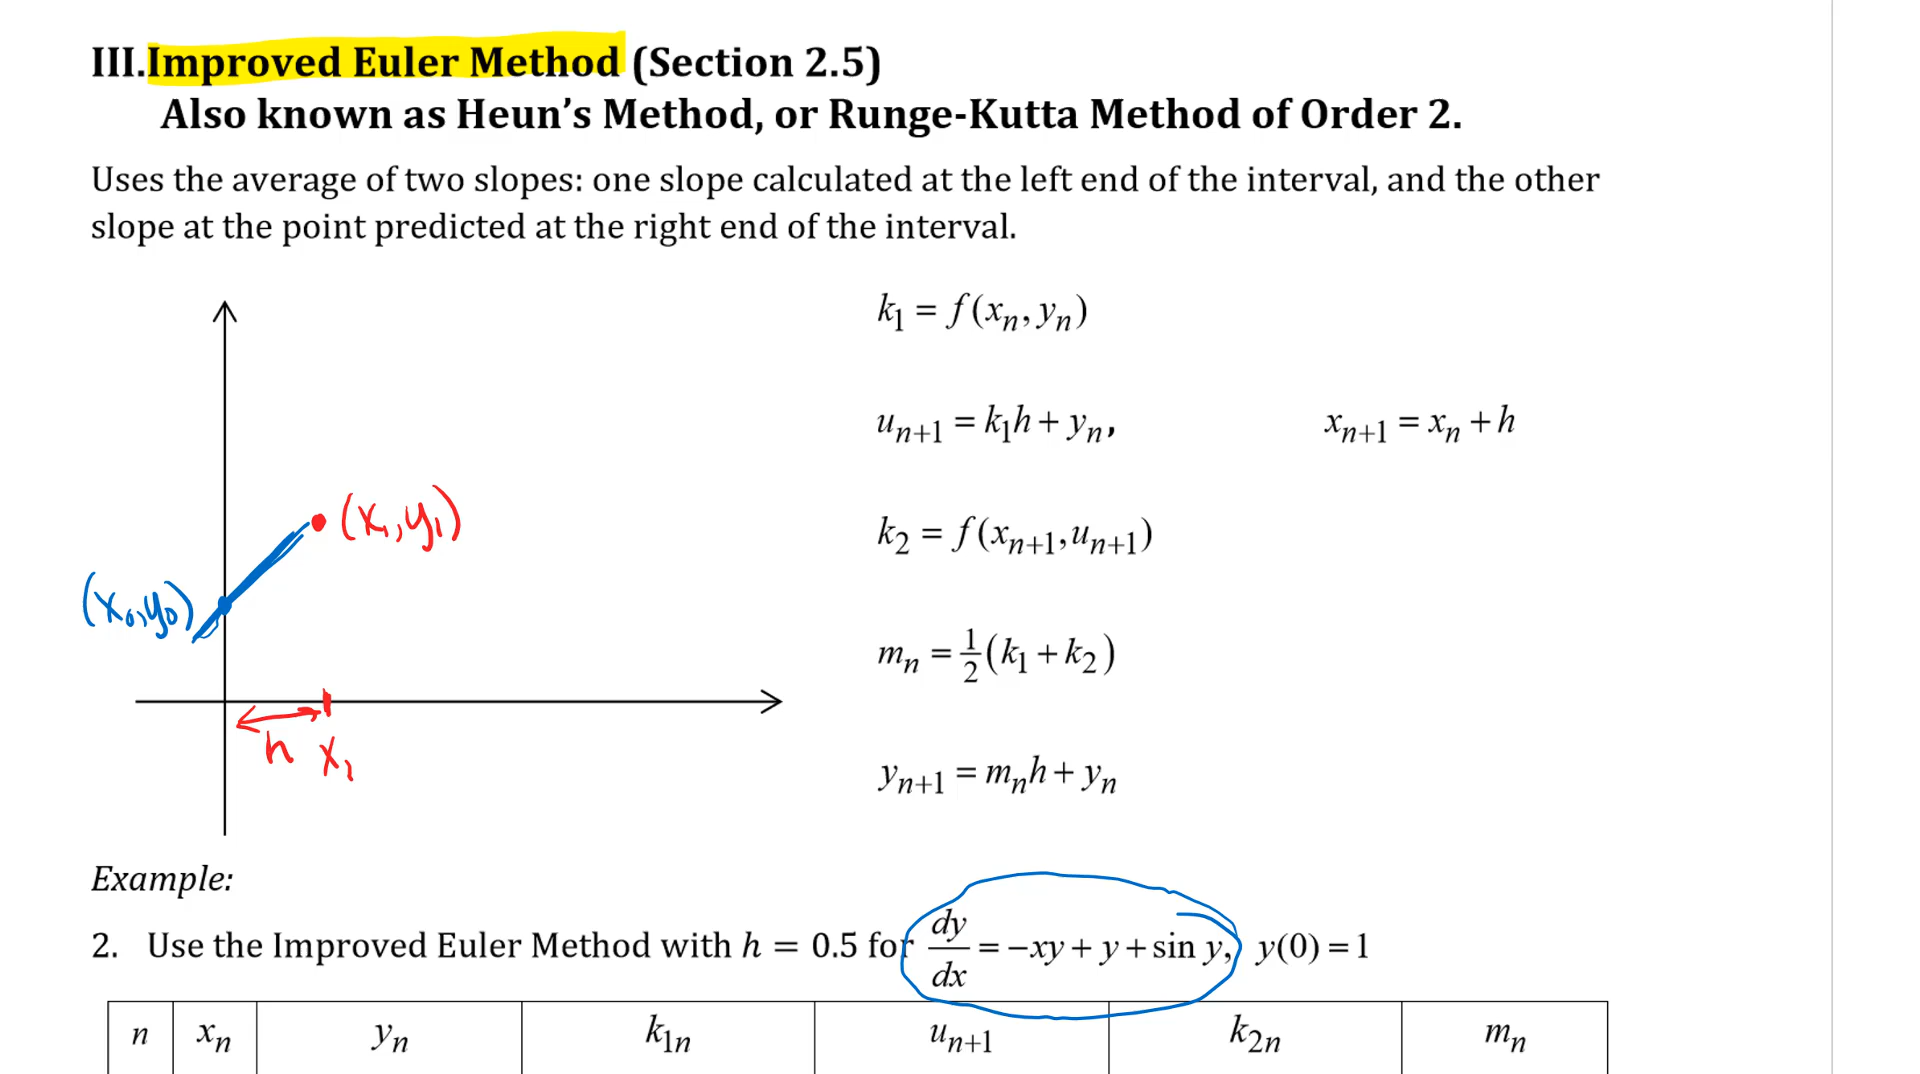 III. Improved Euler Method (Section 2.5)
Also known as Heun's Method, or Runge-Kutta Method of Order 2.
Uses the average of two slopes: one slope calculated at the left end of the interval, and the other
slope at the point predicted at the right end of the interval.
k₁ = f(xₙ, yₙ)
uₙ₊₁ = k₁h + yₙ,    xₙ₊₁ = xₙ + h
(x₁, y₁)
k₂ = f(xₙ₊₁, uₙ₊₁)
(x₀, y₀)
mₙ = ½(k₁ + k₂)
h x₁
yₙ₊₁ = mₙh + yₙ
Example:
2. Use the Improved Euler Method with h = 0.5 for dy/dx = −xy + y + sin y, y(0) = 1
n xₙ yₙ k₁ₙ uₙ₊₁ k₂ₙ mₙ